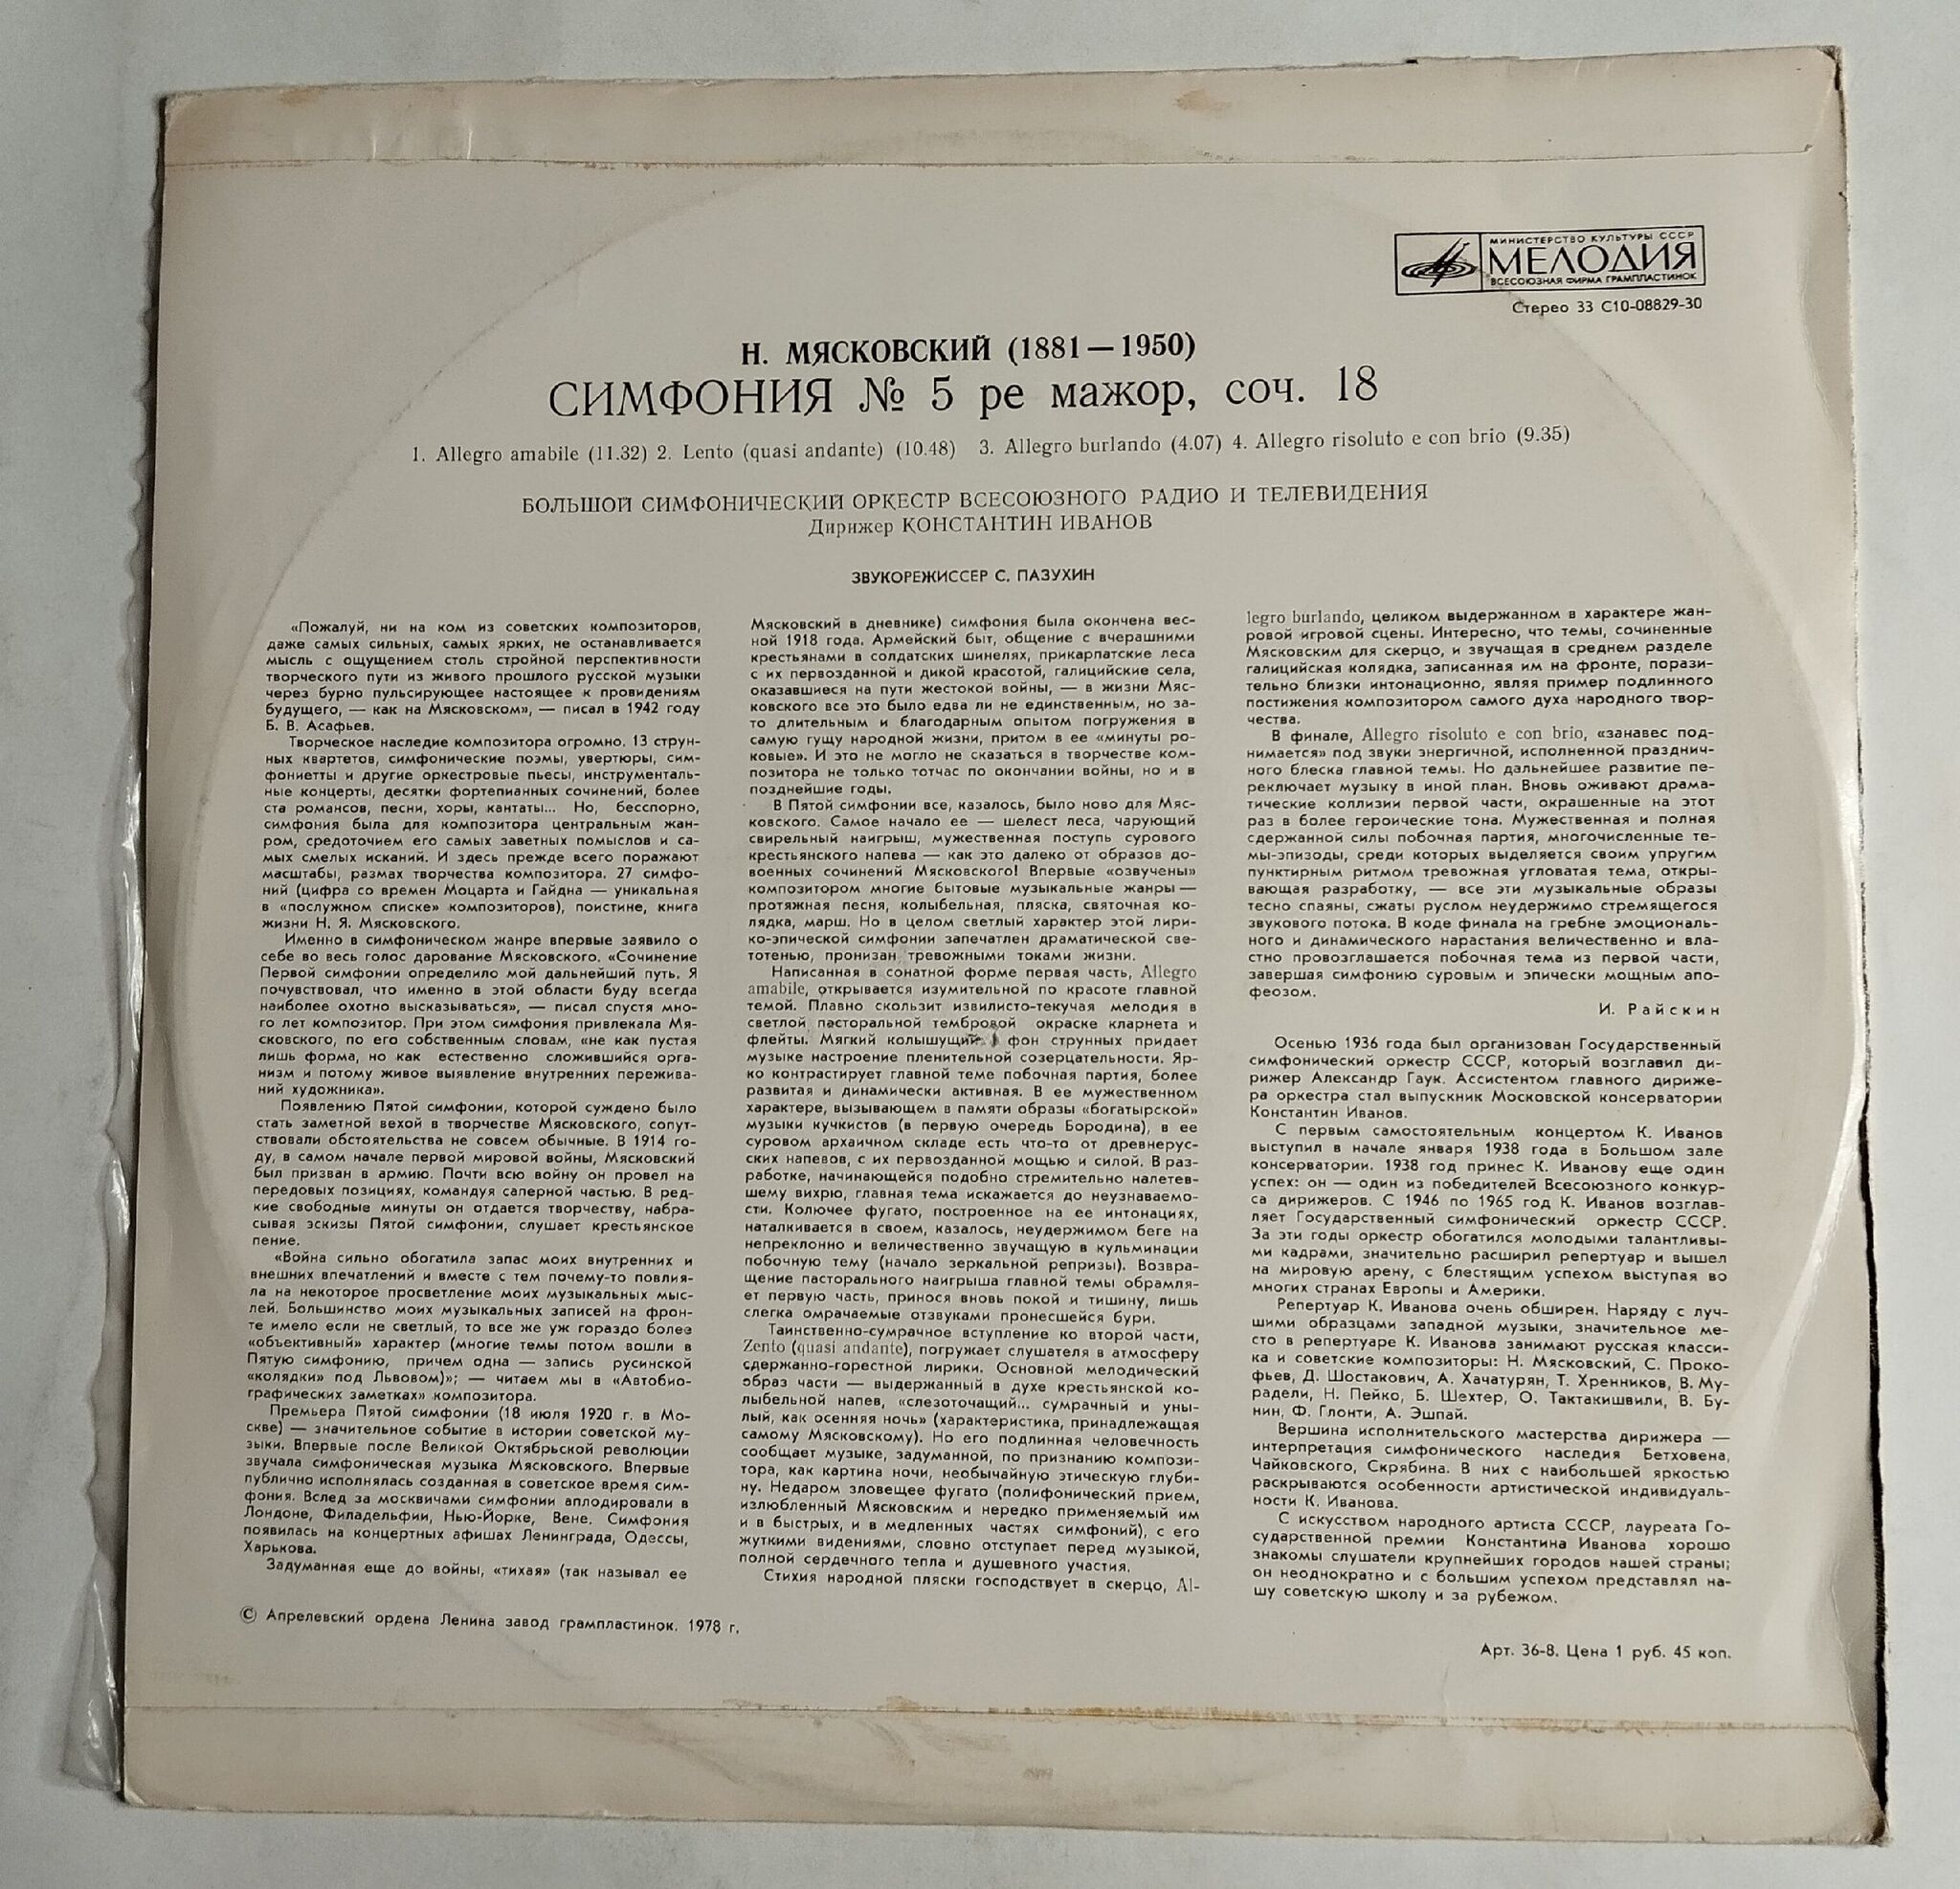 МИНИСТЕРСТВО КУЛЬТУРЫ СССР
МЕЛОДИЯ
ВСЕСОЮЗНАЯ ФИРМА ГРАМПЛАСТИНОК
Стерео 33 С10-08829-30
Н. МЯСКОВСКИЙ (1881—1950)
СИМФОНИЯ № 5 ре мажор, соч. 18
1. Allegro amabile (11.32) 2. Lento (quasi andante) (10.48) 3. Allegro burlando (4.07) 4. Allegro risoluto e con brio (9.35)
БОЛЬШОЙ СИМФОНИЧЕСКИЙ ОРКЕСТР ВСЕСОЮЗНОГО РАДИО И ТЕЛЕВИДЕНИЯ
Дирижер КОНСТАНТИН ИВАНОВ
ЗВУКОРЕЖИССЕР С. ПАЗУХИН
«Пожалуй, ни на ком из советских композиторов,
даже самых сильных, самых ярких, не останавливается
мысль с ощущением столь стройной перспективности
творческого пути из живого прошлого русской музыки
через бурно пульсирующее настоящее к провидениям
будущего, — как на Мясковском», — писал в 1942 году
Б. В. Асафьев.
Творческое наследие композитора огромно. 13 струн-
ных квартетов, симфонические поэмы, увертюры, сим-
фониетты и другие оркестровые пьесы, инструменталь-
ные концерты, десятки фортепианных сочинений, более
ста романсов, песни, хоры, кантаты... Но, бесспорно,
симфония была для композитора центральным жан-
ром, средоточием его самых заветных помыслов и са-
мых смелых исканий. И здесь прежде всего поражают
масштабы, размах творчества композитора. 27 симфо-
ний (цифра со времен Моцарта и Гайдна — уникальная
в «послужном списке» композиторов), поистине, книга
жизни Н. Я. Мясковского.
Именно в симфоническом жанре впервые заявило о
себе во весь голос дарование Мясковского. «Сочинение
Первой симфонии определило мой дальнейший путь. Я
почувствовал, что именно в этой области буду всегда
наиболее охотно высказываться», — писал спустя мно-
го лет композитор. При этом симфония привлекала Мя-
сковского, по его собственным словам, «не как пустая
лишь форма, но как естественно сложившийся орга-
низм и потому живое выявление внутренних пережива-
ний художника».
Появлению Пятой симфонии, которой суждено было
стать заметной вехой в творчестве Мясковского, сопут-
ствовали обстоятельства не совсем обычные. В 1914 го-
ду, в самом начале первой мировой войны, Мясковский
был призван в армию. Почти всю войну он провел на
передовых позициях, командуя саперной частью. В ред-
кие свободные минуты он отдается творчеству, набра-
сывая эскизы Пятой симфонии, слушает крестьянское
пение.
«Война сильно обогатила запас моих внутренних и
внешних впечатлений и вместе с тем почему-то повлия-
ла на некоторое просветление моих музыкальных мыс-
лей. Большинство моих музыкальных записей на фрон-
те имело если не светлый, то все же уж гораздо более
«объективный» характер (многие темы потом вошли в
Пятую симфонию, причем одна — запись русинской
«колядки» под Львовом)»; — читаем мы в «Автобио-
графических заметках» композитора.
Премьера Пятой симфонии (18 июля 1920 г. в Мо-
скве) — значительное событие в истории советской му-
зыки. Впервые после Великой Октябрьской революции
звучала симфоническая музыка Мясковского. Впервые
публично исполнялась созданная в советское время сим-
фония. Вслед за москвичами симфонии аплодировали в
Лондоне, Филадельфии, Нью-Йорке, Вене. Симфония
появилась на концертных афишах Ленинграда, Одессы,
Харькова.
Задуманная еще до войны, «тихая» (так называл ее
Мясковский в дневнике) симфония была окончена вес-
ной 1918 года. Армейский быт, общение с вчерашними
крестьянами в солдатских шинелях, прикарпатские леса
с их первозданной и дикой красотой, галицийские села,
оказавшиеся на пути жестокой войны, — в жизни Мяс-
ковского все это было едва ли не единственным, но за-
то длительным и благодарным опытом погружения в
самую гущу народной жизни, притом в ее «минуты ро-
ковые». И это не могло не сказаться в творчестве ком-
позитора не только тотчас по окончании войны, но и в
позднейшие годы.
В Пятой симфонии все, казалось, было ново для Мяс-
ковского. Самое начало ее — шелест леса, чарующий
свирельный наигрыш, мужественная поступь сурового
крестьянского напева — как это далеко от образов до-
военных сочинений Мясковского! Впервые «озвучены»
композитором многие бытовые музыкальные жанры —
протяжная песня, колыбельная, пляска, святочная ко-
лядка, марш. Но в целом светлый характер этой лири-
ко-эпической симфонии запечатлен драматической све-
тотенью, пронизан тревожными токами жизни.
Написанная в сонатной форме первая часть, Allegro
amabile, открывается изумительной по красоте главной
темой. Плавно скользит извилисто-текучая мелодия в
светлой пасторальной тембровой окраске кларнета и
флейты. Мягкий колышущий фон струнных придает
музыке настроение пленительной созерцательности. Яр-
ко контрастирует главной теме побочная партия, более
развитая и динамически активная. В ее мужественном
характере, вызывающем в памяти образы «богатырской»
музыки кучкистов (в первую очередь Бородина), в ее
суровом архаичном складе есть что-то от древнерус-
ских напевов, с их первозданной мощью и силой. В раз-
работке, начинающейся подобно стремительно налетев-
шему вихрю, главная тема искажается до неузнаваемо-
сти. Колючее фугато, построенное на ее интонациях,
наталкивается в своем, казалось, неудержимом беге на
непреклонно и величественно звучащую в кульминации
побочную тему (начало зеркальной репризы). Возвра-
щение пасторального наигрыша главной темы обрамля-
ет первую часть, принося вновь покой и тишину, лишь
слегка омрачаемые отзвуками пронесшейся бури.
Таинственно-сумрачное вступление ко второй части,
Zento (quasi andante), погружает слушателя в атмосферу
сдержанно-горестной лирики. Основной мелодический
образ части — выдержанный в духе крестьянской ко-
лыбельной напев, «слезоточащий... сумрачный и уны-
лый, как осенняя ночь» (характеристика, принадлежащая
самому Мясковскому). Но его подлинная человечность
сообщает музыке, задуманной, по признанию компози-
тора, как картина ночи, необычайную этическую глуби-
ну. Недаром зловещее фугато (полифонический прием,
излюбленный Мясковским и нередко применяемый им
и в быстрых, и в медленных частях симфоний), с его
жуткими видениями, словно отступает перед музыкой,
полной сердечного тепла и душевного участия.
Стихия народной пляски господствует в скерцо, Al-
legro burlando, целиком выдержанном в характере жан-
ровой игровой сцены. Интересно, что темы, сочиненные
Мясковским для скерцо, и звучащая в среднем разделе
галицийская колядка, записанная им на фронте, порази-
тельно близки интонационно, являя пример подлинного
постижения композитором самого духа народного твор-
чества.
В финале, Allegro risoluto e con brio, «занавес под-
нимается» под звуки энергичной, исполненной празднич-
ного блеска главной темы. Но дальнейшее развитие пе-
реключает музыку в иной план. Вновь оживают драма-
тические коллизии первой части, окрашенные на этот
раз в более героические тона. Мужественная и полная
сдержанной силы побочная партия, многочисленные те-
мы-эпизоды, среди которых выделяется своим упругим
пунктирным ритмом тревожная угловатая тема, откры-
вающая разработку, — все эти музыкальные образы
тесно спаяны, сжаты руслом неудержимо стремящегося
звукового потока. В коде финала на гребне эмоциональ-
ного и динамического нарастания величественно и вла-
стно провозглашается побочная тема из первой части,
завершая симфонию суровым и эпически мощным апо-
феозом.
И. Райскин
Осенью 1936 года был организован Государственный
симфонический оркестр СССР, который возглавил ди-
рижер Александр Гаук. Ассистентом главного дириже-
ра оркестра стал выпускник Московской консерватории
Константин Иванов.
С первым самостоятельным концертом К. Иванов
выступил в начале января 1938 года в Большом зале
консерватории. 1938 год принес К. Иванову еще один
успех: он — один из победителей Всесоюзного конкур-
са дирижеров. С 1946 по 1965 год К. Иванов возглав-
ляет Государственный симфонический оркестр СССР.
За эти годы оркестр обогатился молодыми талантливы-
ми кадрами, значительно расширил репертуар и вышел
на мировую арену, с блестящим успехом выступая во
многих странах Европы и Америки.
Репертуар К. Иванова очень обширен. Наряду с луч-
шими образцами западной музыки, значительное ме-
сто в репертуаре К. Иванова занимают русская класси-
ка и советские композиторы: Н. Мясковский, С. Проко-
фьев, Д. Шостакович, А. Хачатурян, Т. Хренников, В. Му-
радели, Н. Пейко, Б. Шехтер, О. Тактакишвили, В. Бу-
нин, Ф. Глонти, А. Эшпай.
Вершина исполнительского мастерства дирижера —
интерпретация симфонического наследия Бетховена,
Чайковского, Скрябина. В них с наибольшей яркостью
раскрываются особенности артистической индивидуаль-
ности К. Иванова.
С искусством народного артиста СССР, лауреата Го-
сударственной премии Константина Иванова хорошо
знакомы слушатели крупнейших городов нашей страны;
он неоднократно и с большим успехом представлял на-
шу советскую школу и за рубежом.
© Апрелевский ордена Ленина завод грампластинок. 1978 г.
Арт. 36-8. Цена 1 руб. 45 коп.